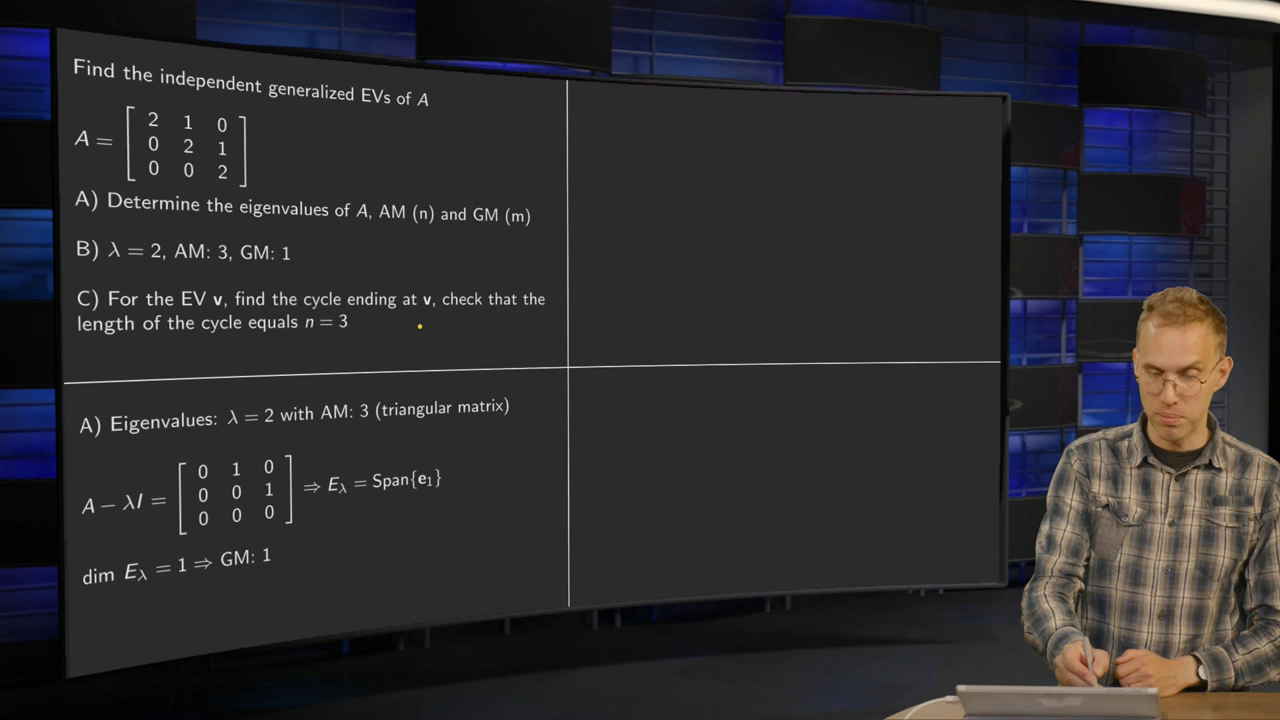 Find the independent generalized EVs of A
A = [ 2 1 0
0 2 1
0 0 2 ]
A) Determine the eigenvalues of A, AM (n) and GM (m)
B) λ = 2, AM: 3, GM: 1
C) For the EV v, find the cycle ending at v, check that the
length of the cycle equals n = 3
A) Eigenvalues: λ = 2 with AM: 3 (triangular matrix)
A − λI = [ 0 1 0
0 0 1
0 0 0 ] ⇒ E_λ = Span{e₁}
dim E_λ = 1 ⇒ GM: 1